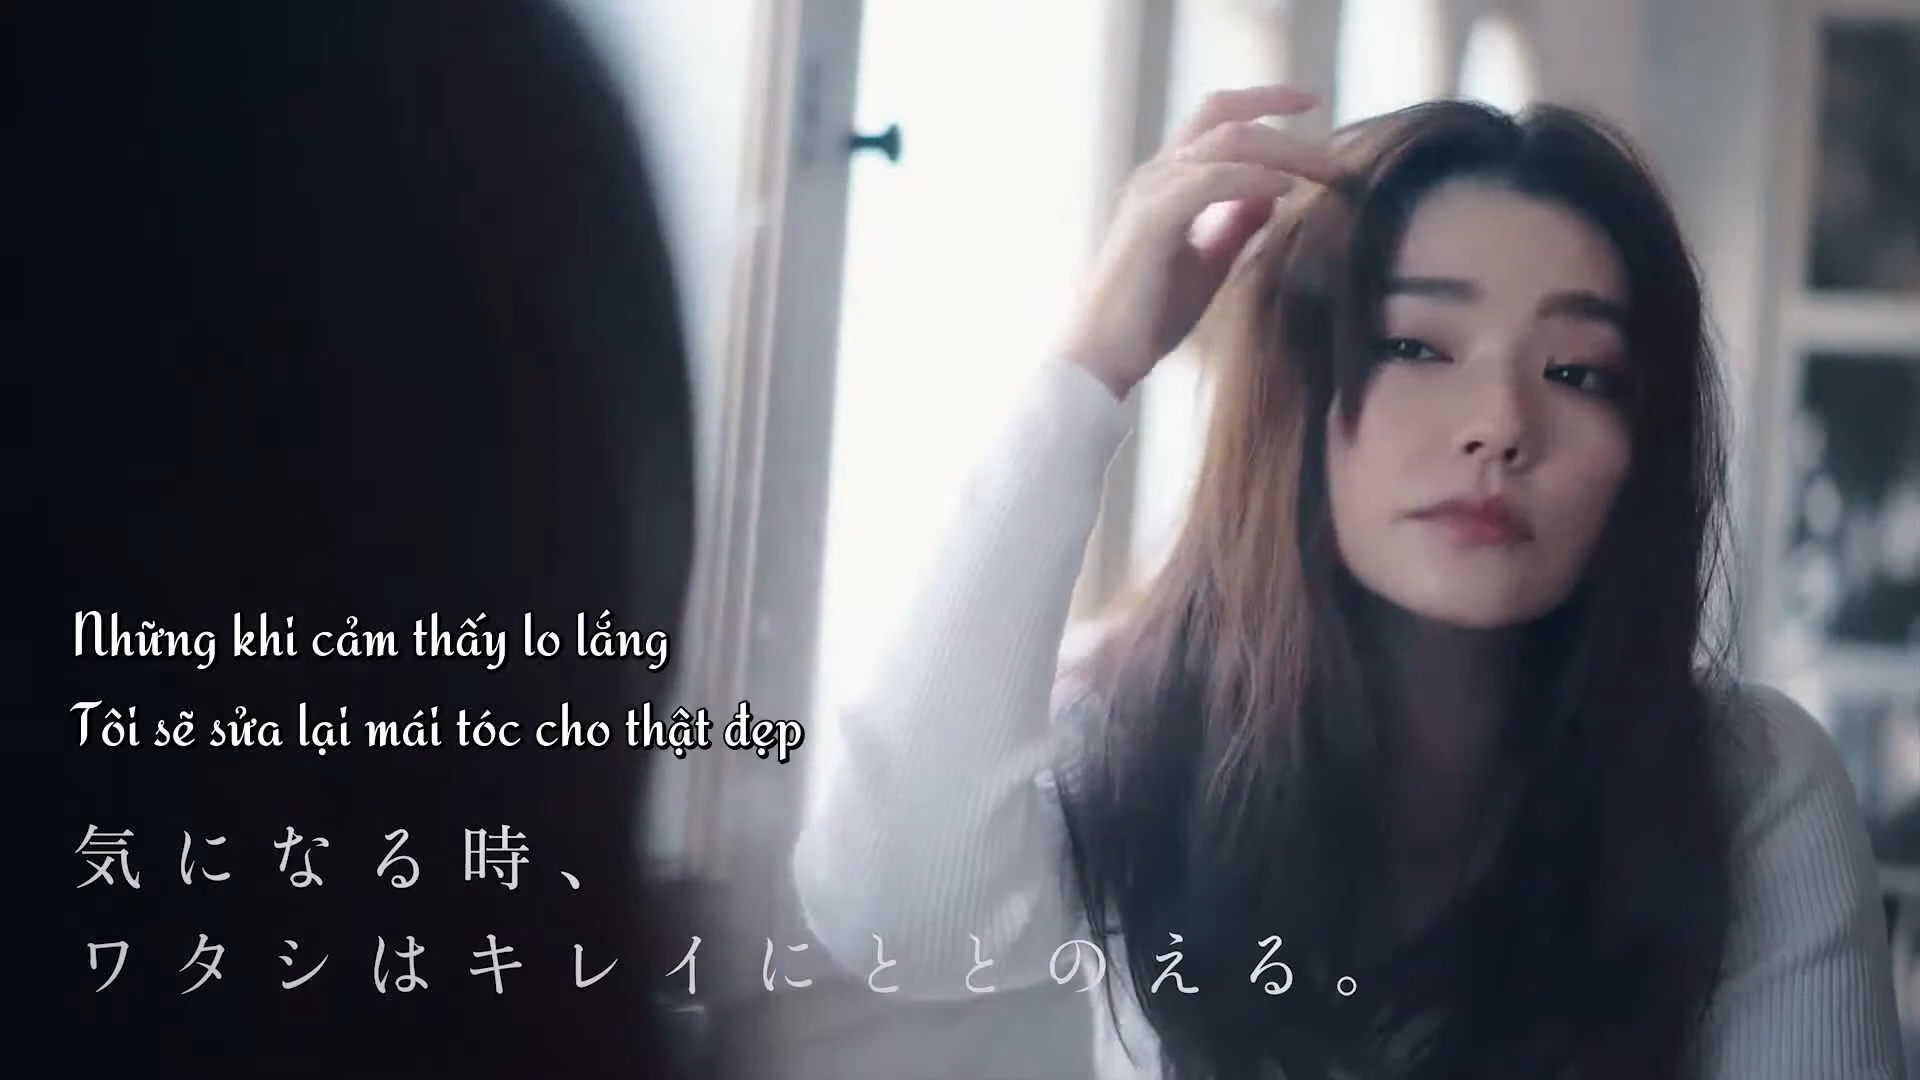 Những khi cảm thấy lo lắng
Tôi sẽ sửa lại mái tóc cho thật đẹp
気になる時、
ワタシはキレイにととのえる。